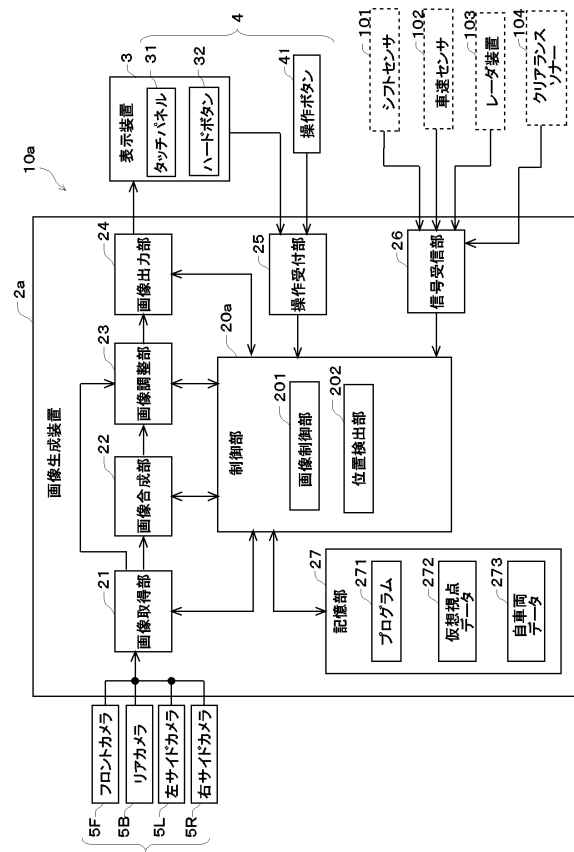 10a
2a
画像生成装置
5F
フロントカメラ
5B
リアカメラ
5L
左サイドカメラ
5R
右サイドカメラ
21
画像取得部
22
画像合成部
23
画像調整部
24
画像出力部
3
表示装置
31
タッチパネル
32
ハードボタン
4
41
操作ボタン
25
操作受付部
26
信号受信部
101
シフトセンサ
102
車速センサ
103
レーダ装置
104
クリアランス
ソナー
20a
制御部
201
画像制御部
202
位置検出部
27
記憶部
271
プログラム
272
仮想視点
データ
273
自車両
データ